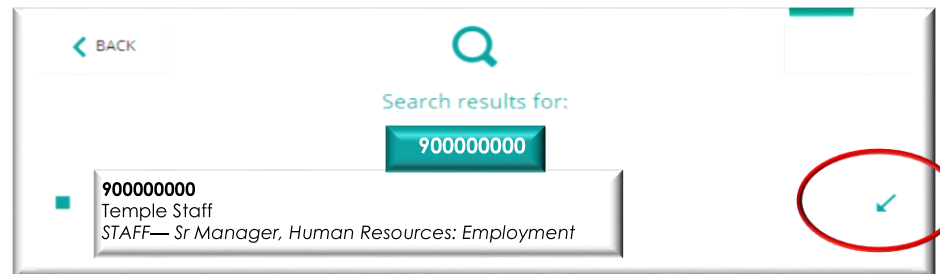 BACK
Search results for:
900000000
900000000
Temple Staff
STAFF— Sr Manager, Human Resources: Employment